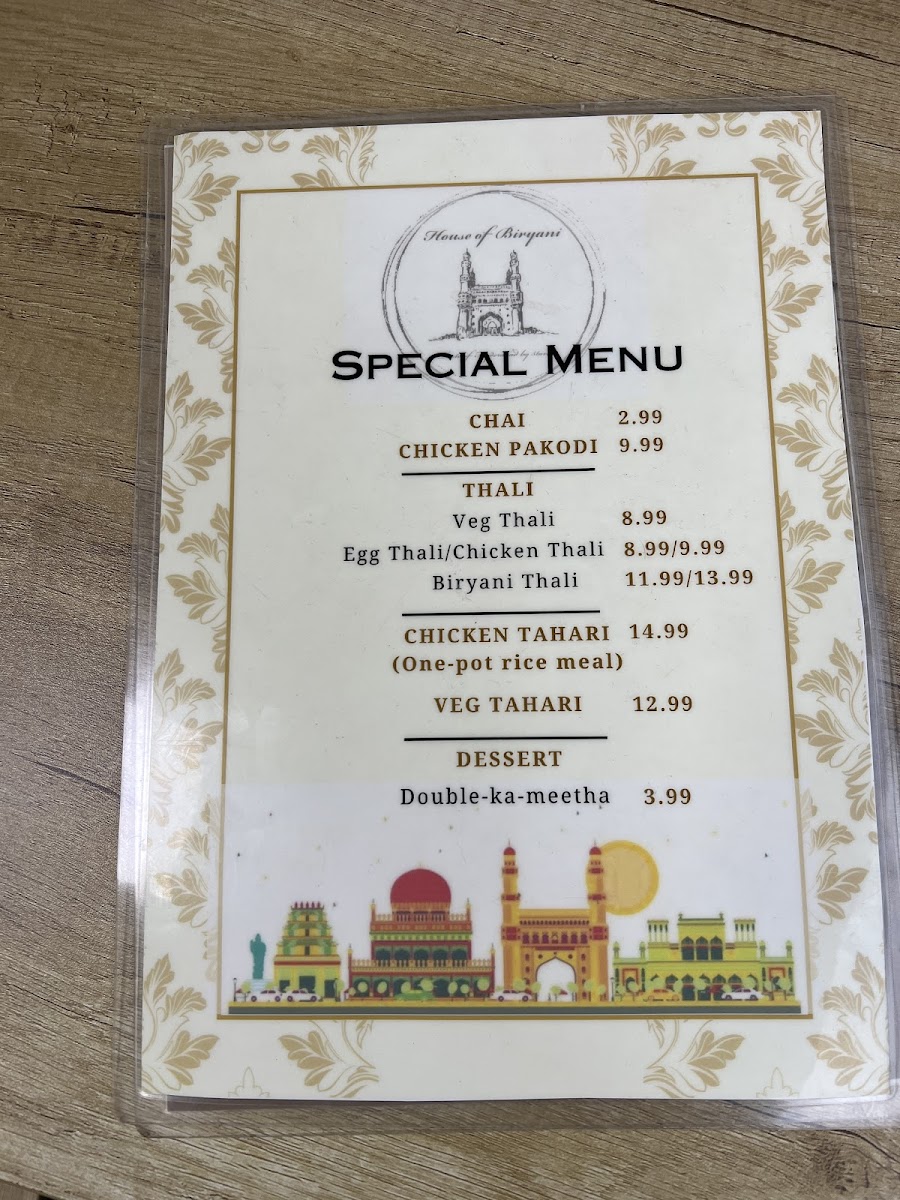 House of Biryani
SPECIAL MENU
CHAI 2.99
CHICKEN PAKODI 9.99
THALI
Veg Thali 8.99
Egg Thali/Chicken Thali 8.99/9.99
Biryani Thali 11.99/13.99
CHICKEN TAHARI 14.99
(One-pot rice meal)
VEG TAHARI 12.99
DESSERT
Double-ka-meetha 3.99